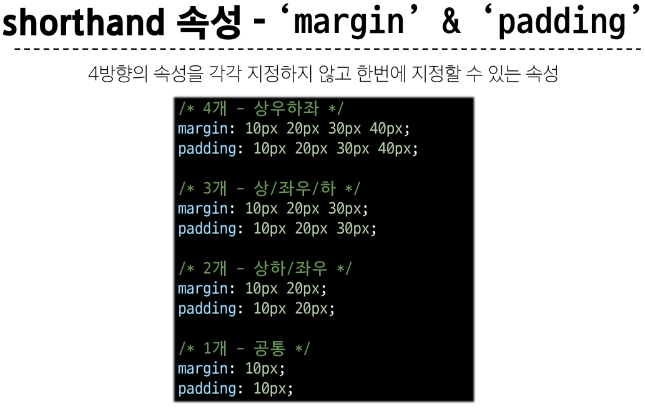 shorthand 속성 - ‘margin’ & ‘padding’
4방향의 속성을 각각 지정하지 않고 한번에 지정할 수 있는 속성
/* 4개 - 상우하좌 */
margin: 10px 20px 30px 40px;
padding: 10px 20px 30px 40px;
/* 3개 - 상/좌우/하 */
margin: 10px 20px 30px;
padding: 10px 20px 30px;
/* 2개 - 상하/좌우 */
margin: 10px 20px;
padding: 10px 20px;
/* 1개 - 공통 */
margin: 10px;
padding: 10px;